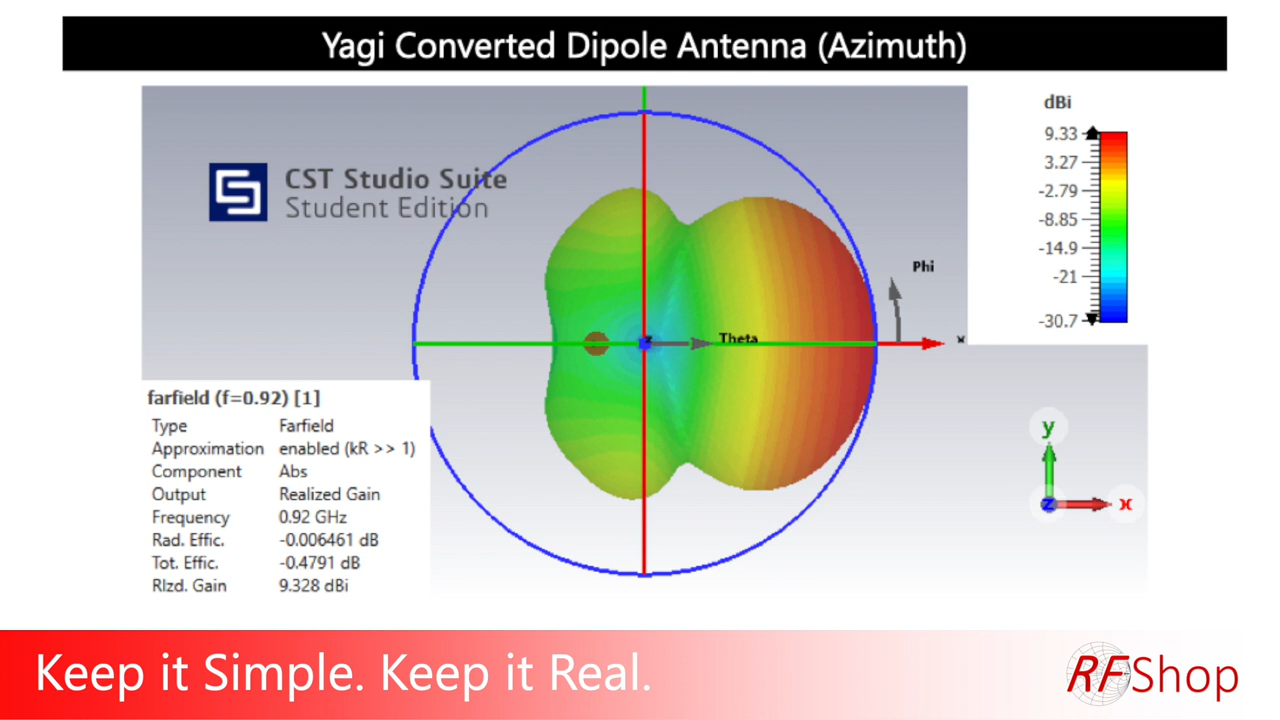 Yagi Converted Dipole Antenna (Azimuth)
CST Studio Suite
Student Edition
dBi
9.33
3.27
-2.79
-8.85
-14.9
-21
-30.7
Phi
Theta
z
x
farfield (f=0.92) [1]
Type Farfield
Approximation enabled (kR >> 1)
Component Abs
Output Realized Gain
Frequency 0.92 GHz
Rad. Effic. -0.006461 dB
Tot. Effic. -0.4791 dB
Rlzd. Gain 9.328 dBi
y
z x
Keep it Simple. Keep it Real.
RFShop